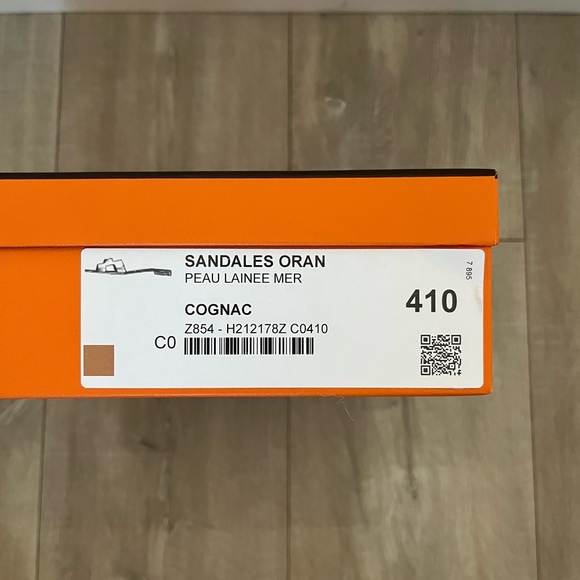 SANDALES ORAN
PEAU LAINEE MER
COGNAC
Z854 - H212178Z C0410
C0
410
7 895